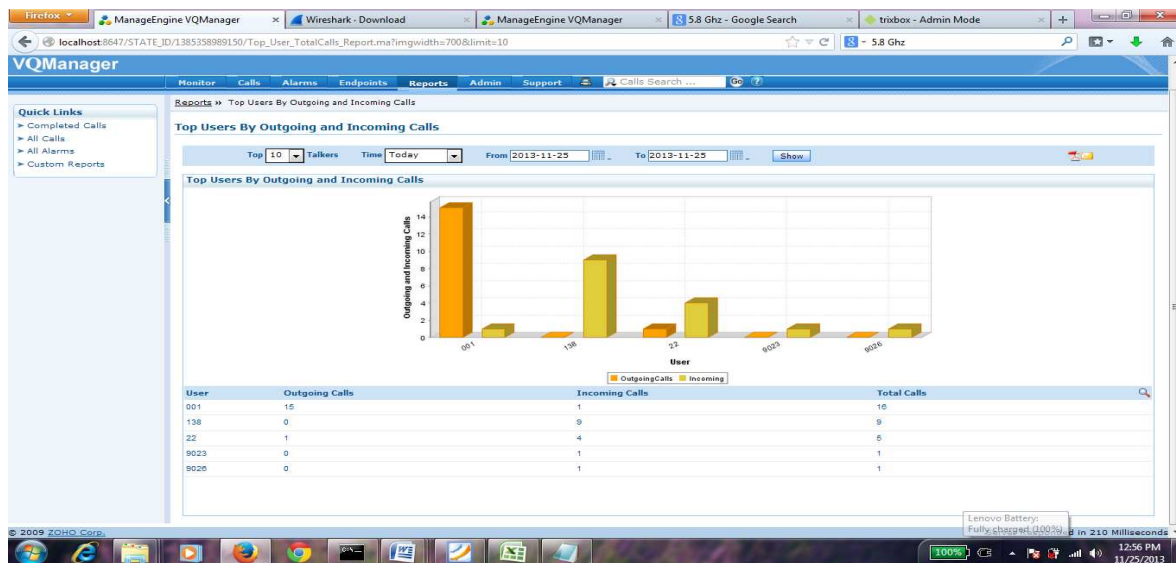 Firefox
ManageEngine VQManager
Wireshark - Download
ManageEngine VQManager
5.8 Ghz - Google Search
trixbox - Admin Mode
localhost:8647/STATE_ID/1385358989150/Top_User_TotalCalls_Report.ma?imgwidth=700&limit=10
5.8 Ghz
VQManager
Monitor Calls Alarms Endpoints Reports Admin Support Calls Search ... Go ?
Quick Links
Completed Calls
All Calls
All Alarms
Custom Reports
Reports » Top Users By Outgoing and Incoming Calls
Top Users By Outgoing and Incoming Calls
Top 10 Talkers Time Today From 2013-11-25 To 2013-11-25 Show
Top Users By Outgoing and Incoming Calls
Outgoing and Incoming Calls
14
12
10
8
6
4
2
0
001 138 22 9023 9026
User
OutgoingCalls Incoming
User Outgoing Calls Incoming Calls Total Calls
001 15 1 16
138 0 9 9
22 1 4 5
9023 0 1 1
9026 0 1 1
© 2009 ZOHO Corp.
Lenovo Battery:
Fully charged (100%)
d in 210 Milliseconds
100%
12:56 PM
11/25/2013